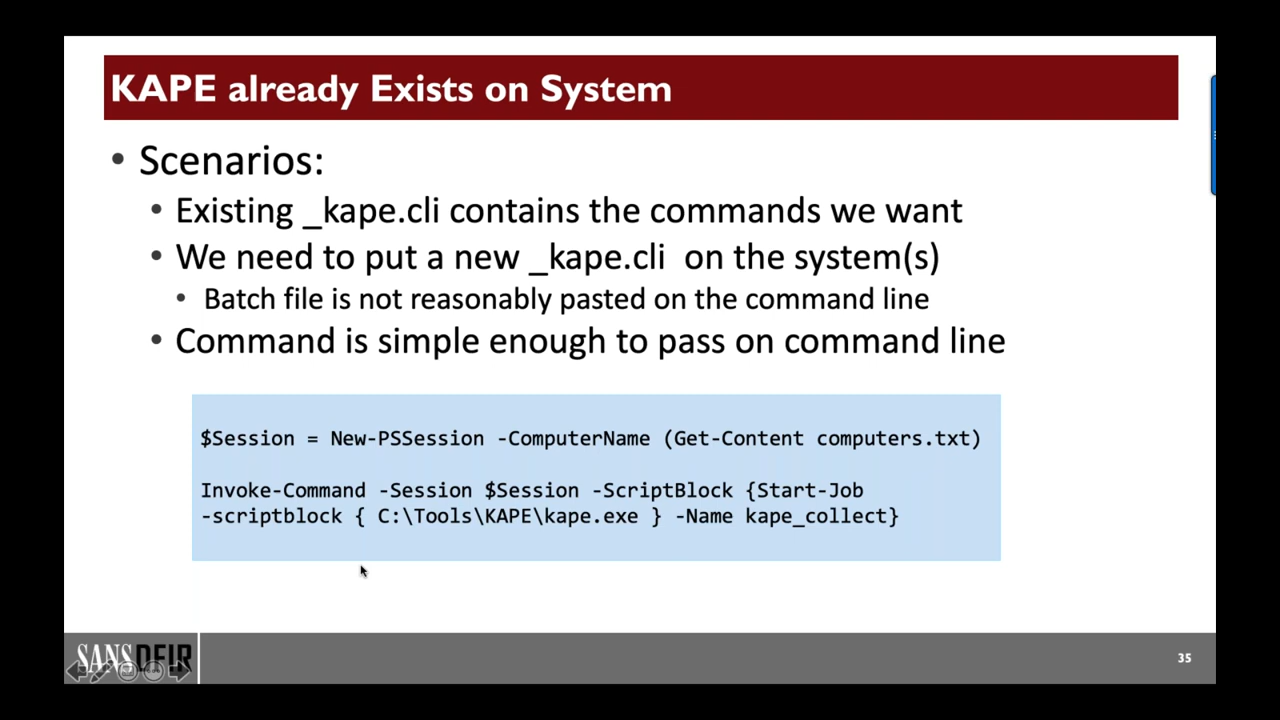 KAPE already Exists on System
• Scenarios:
• Existing _kape.cli contains the commands we want
• We need to put a new _kape.cli  on the system(s)
• Batch file is not reasonably pasted on the command line
• Command is simple enough to pass on command line
$Session = New-PSSession -ComputerName (Get-Content computers.txt)
Invoke-Command -Session $Session -ScriptBlock {Start-Job
-scriptblock { C:\Tools\KAPE\kape.exe } -Name kape_collect}
SANS DFIR
35